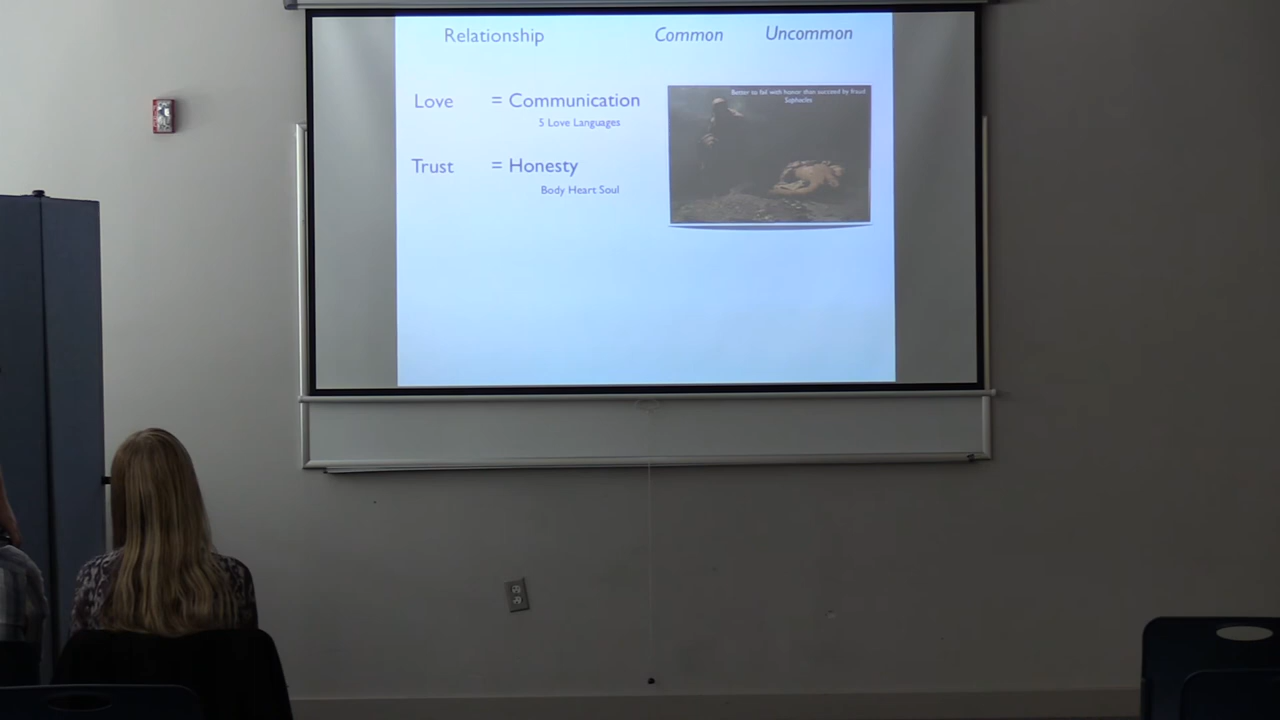 Relationship Common Uncommon
Better to fail with honor than succeed by fraud
Sophocles
Love = Communication
5 Love Languages
Trust = Honesty
Body Heart Soul